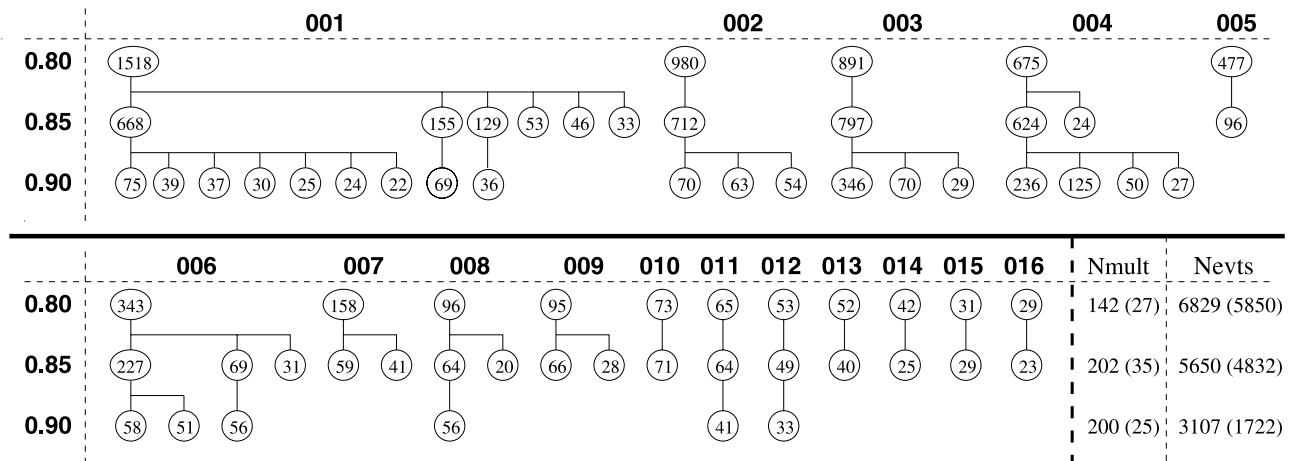 001 002 003 004 005
0.80 1518 980 891 675 477
0.85 668 155 129 53 46 33 712 797 624 24 96
0.90 75 39 37 30 25 24 22 69 36 70 63 54 346 70 29 236 125 50 27
006 007 008 009 010 011 012 013 014 015 016 Nmult Nevts
0.80 343 158 96 95 73 65 53 52 42 31 29 142 (27) 6829 (5850)
0.85 227 69 31 59 41 64 20 66 28 71 64 49 40 25 29 23 202 (35) 5650 (4832)
0.90 58 51 56 56 41 33 200 (25) 3107 (1722)